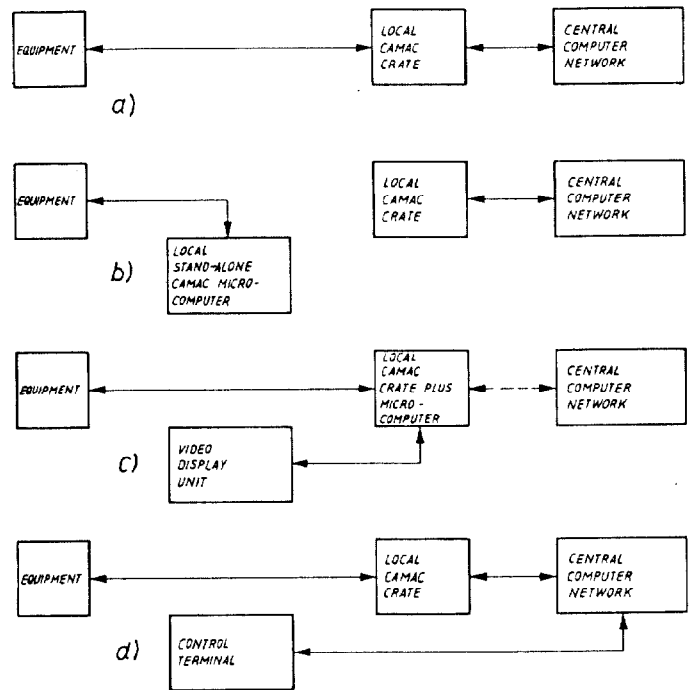 EQUIPMENT
LOCAL
CAMAC
CRATE
CENTRAL
COMPUTER
NETWORK
a)
EQUIPMENT
LOCAL
CAMAC
CRATE
CENTRAL
COMPUTER
NETWORK
LOCAL
STAND-ALONE
CAMAC MICRO-
COMPUTER
b)
EQUIPMENT
LOCAL
CAMAC
CRATE PLUS
MICRO-
COMPUTER
CENTRAL
COMPUTER
NETWORK
VIDEO
DISPLAY
UNIT
c)
EQUIPMENT
LOCAL
CAMAC
CRATE
CENTRAL
COMPUTER
NETWORK
CONTROL
TERMINAL
d)